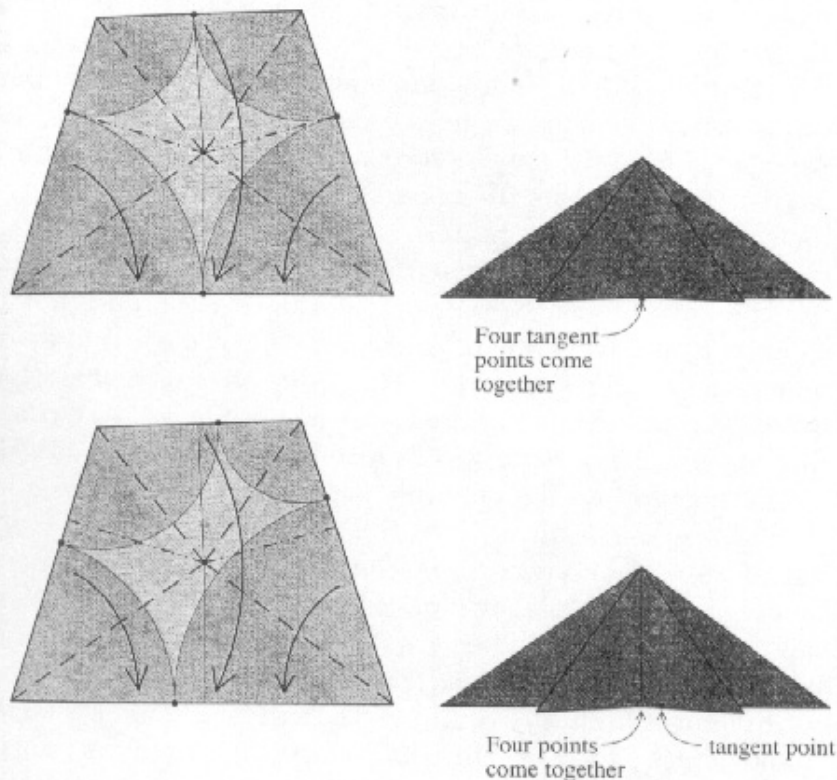 Four tangent
points come
together
Four points
come together
tangent point